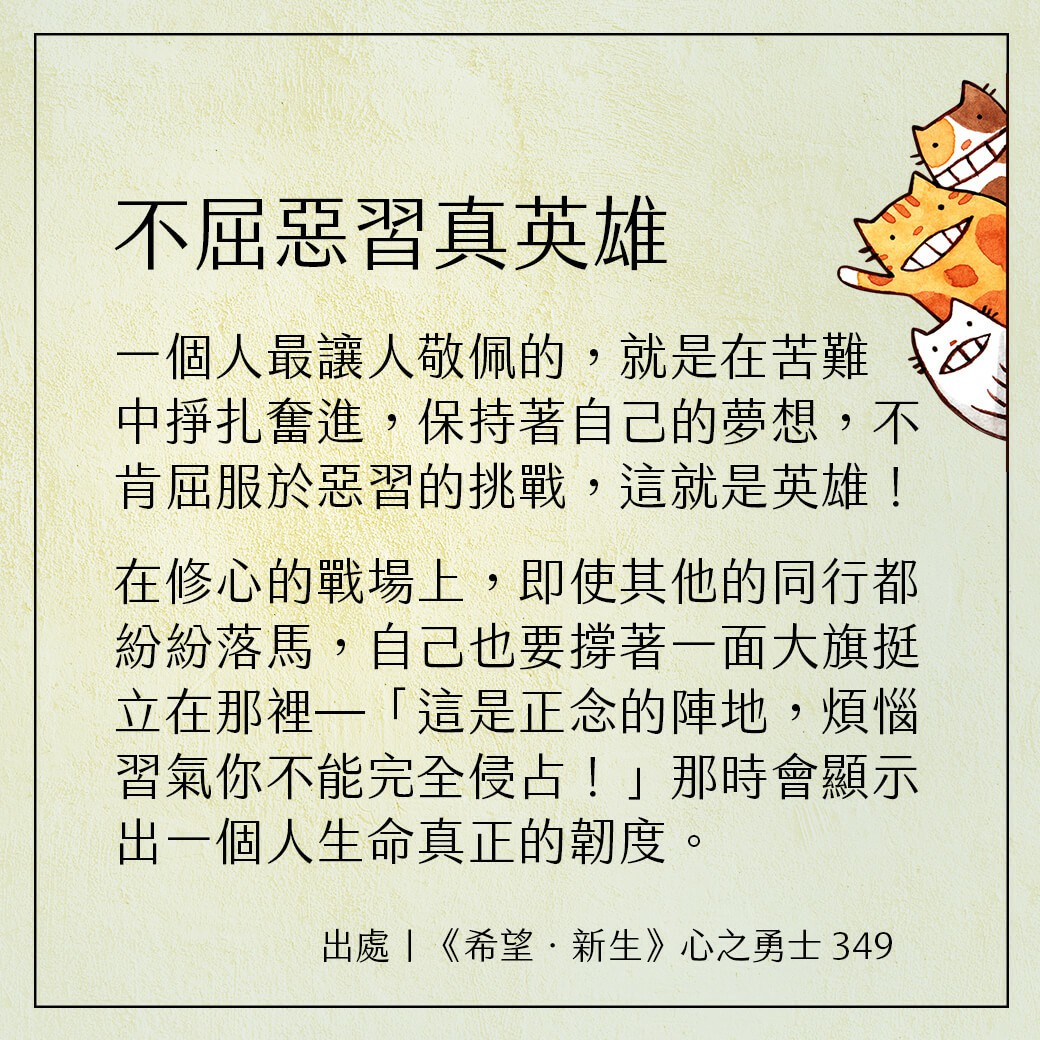 不屈惡習真英雄
一個人最讓人敬佩的，就是在苦難
中掙扎奮進，保持著自己的夢想，不
肯屈服於惡習的挑戰，這就是英雄！
在修心的戰場上，即使其他的同行都
紛紛落馬，自己也要撐著一面大旗挺
立在那裡—「這是正念的陣地，煩惱
習氣你不能完全侵占！」那時會顯示
出一個人生命真正的韌度。
出處｜《希望．新生》心之勇士 349